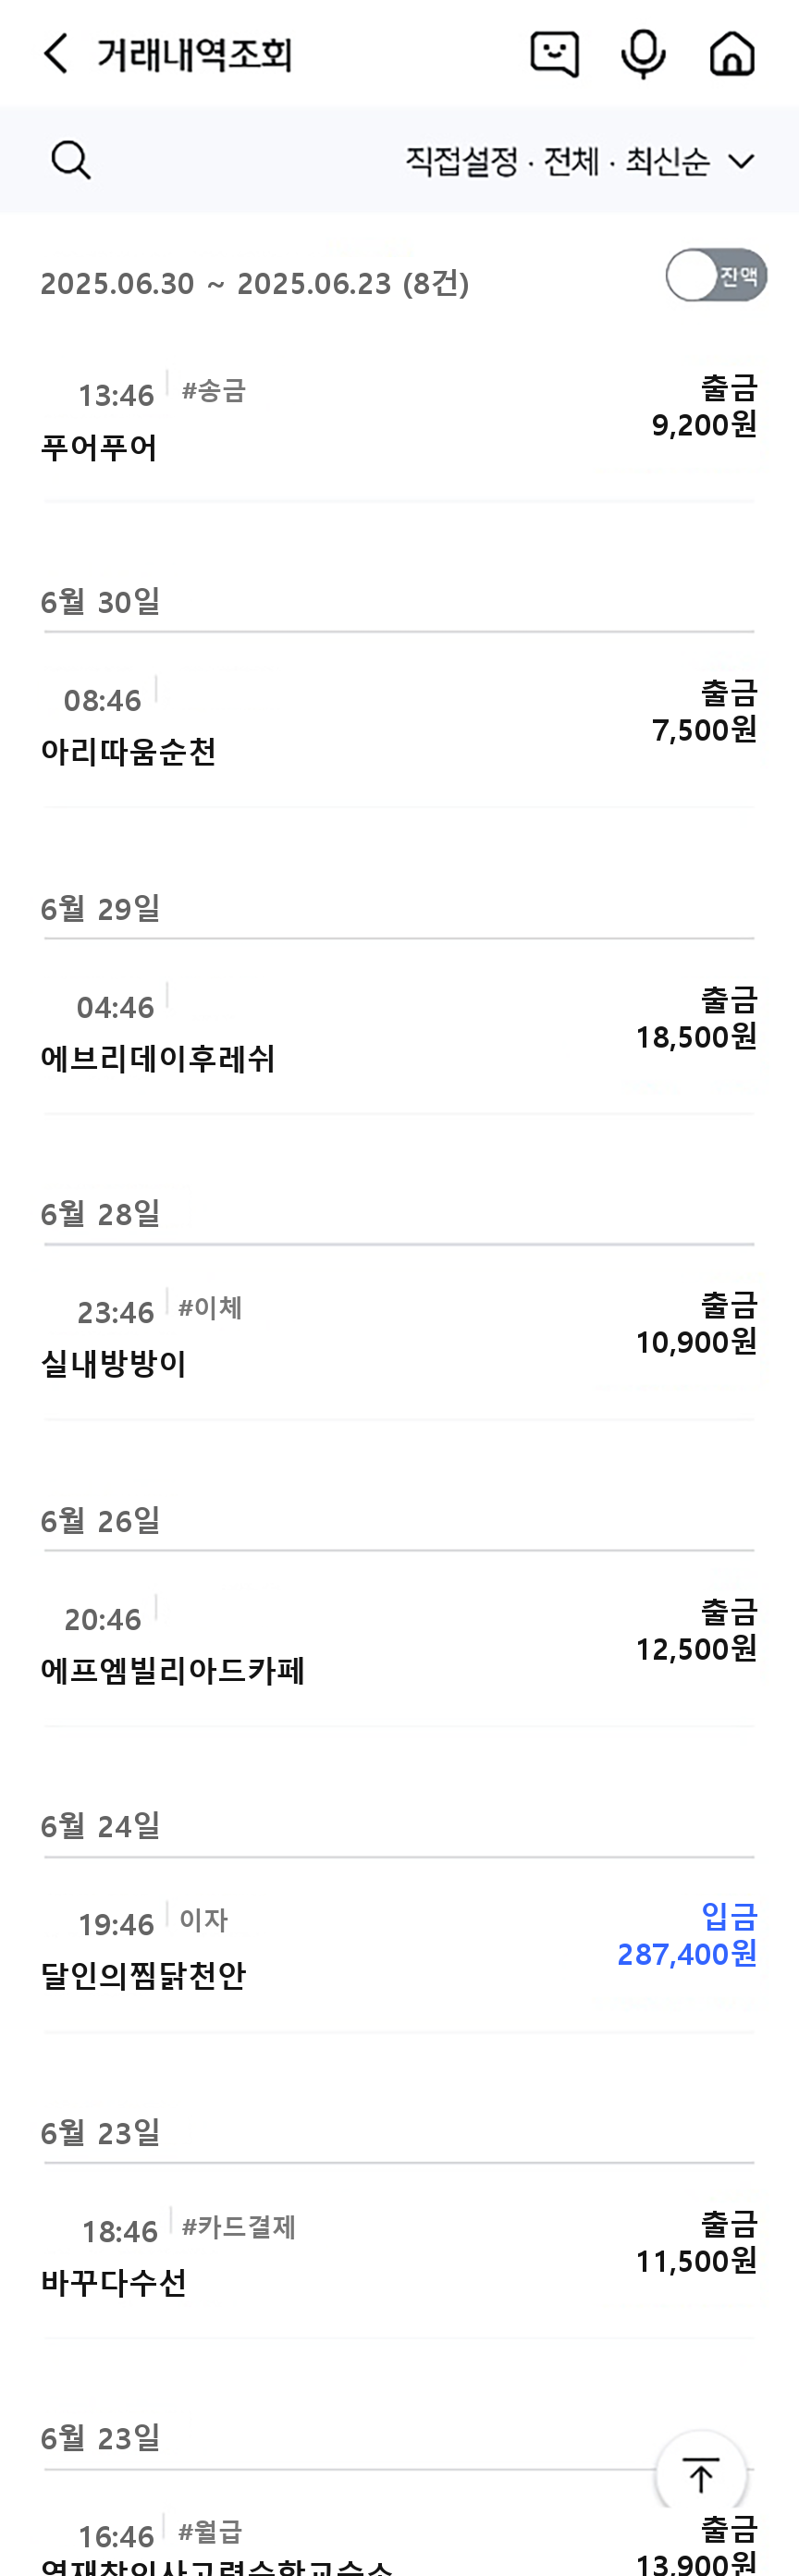 거래내역조회
직접설정 · 전체 · 최신순
2025.06.30 ~ 2025.06.23 (8건)
잔액
13:46 #송금
출금
푸어푸어
9,200원
6월 30일
08:46
출금
아리따움순천
7,500원
6월 29일
04:46
출금
에브리데이후레쉬
18,500원
6월 28일
23:46 #이체
출금
실내방방이
10,900원
6월 26일
20:46
출금
에프엠빌리아드카페
12,500원
6월 24일
19:46 이자
입금
달인의찜닭천안
287,400원
6월 23일
18:46 #카드결제
출금
바꾸다수선
11,500원
6월 23일
16:46 #월급
출금
13,900원